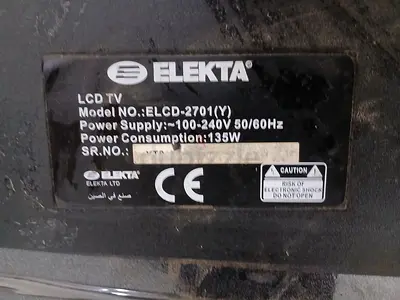 ELEKTA
LCD TV
Model NO.:ELCD-2701(Y)
Power Supply:~100-240V 50/60Hz
Power Consumption:135W
SR.NO.:
ELEKTA
ELEKTA LTD
صنع في الصين
CE
CAUTION
RISK OF
ELECTRONIC SHOCK
DO NOT OPEN